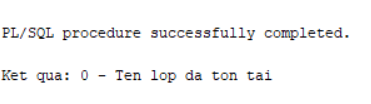 PL/SQL procedure successfully completed.
Ket qua: 0 - Ten lop da ton tai